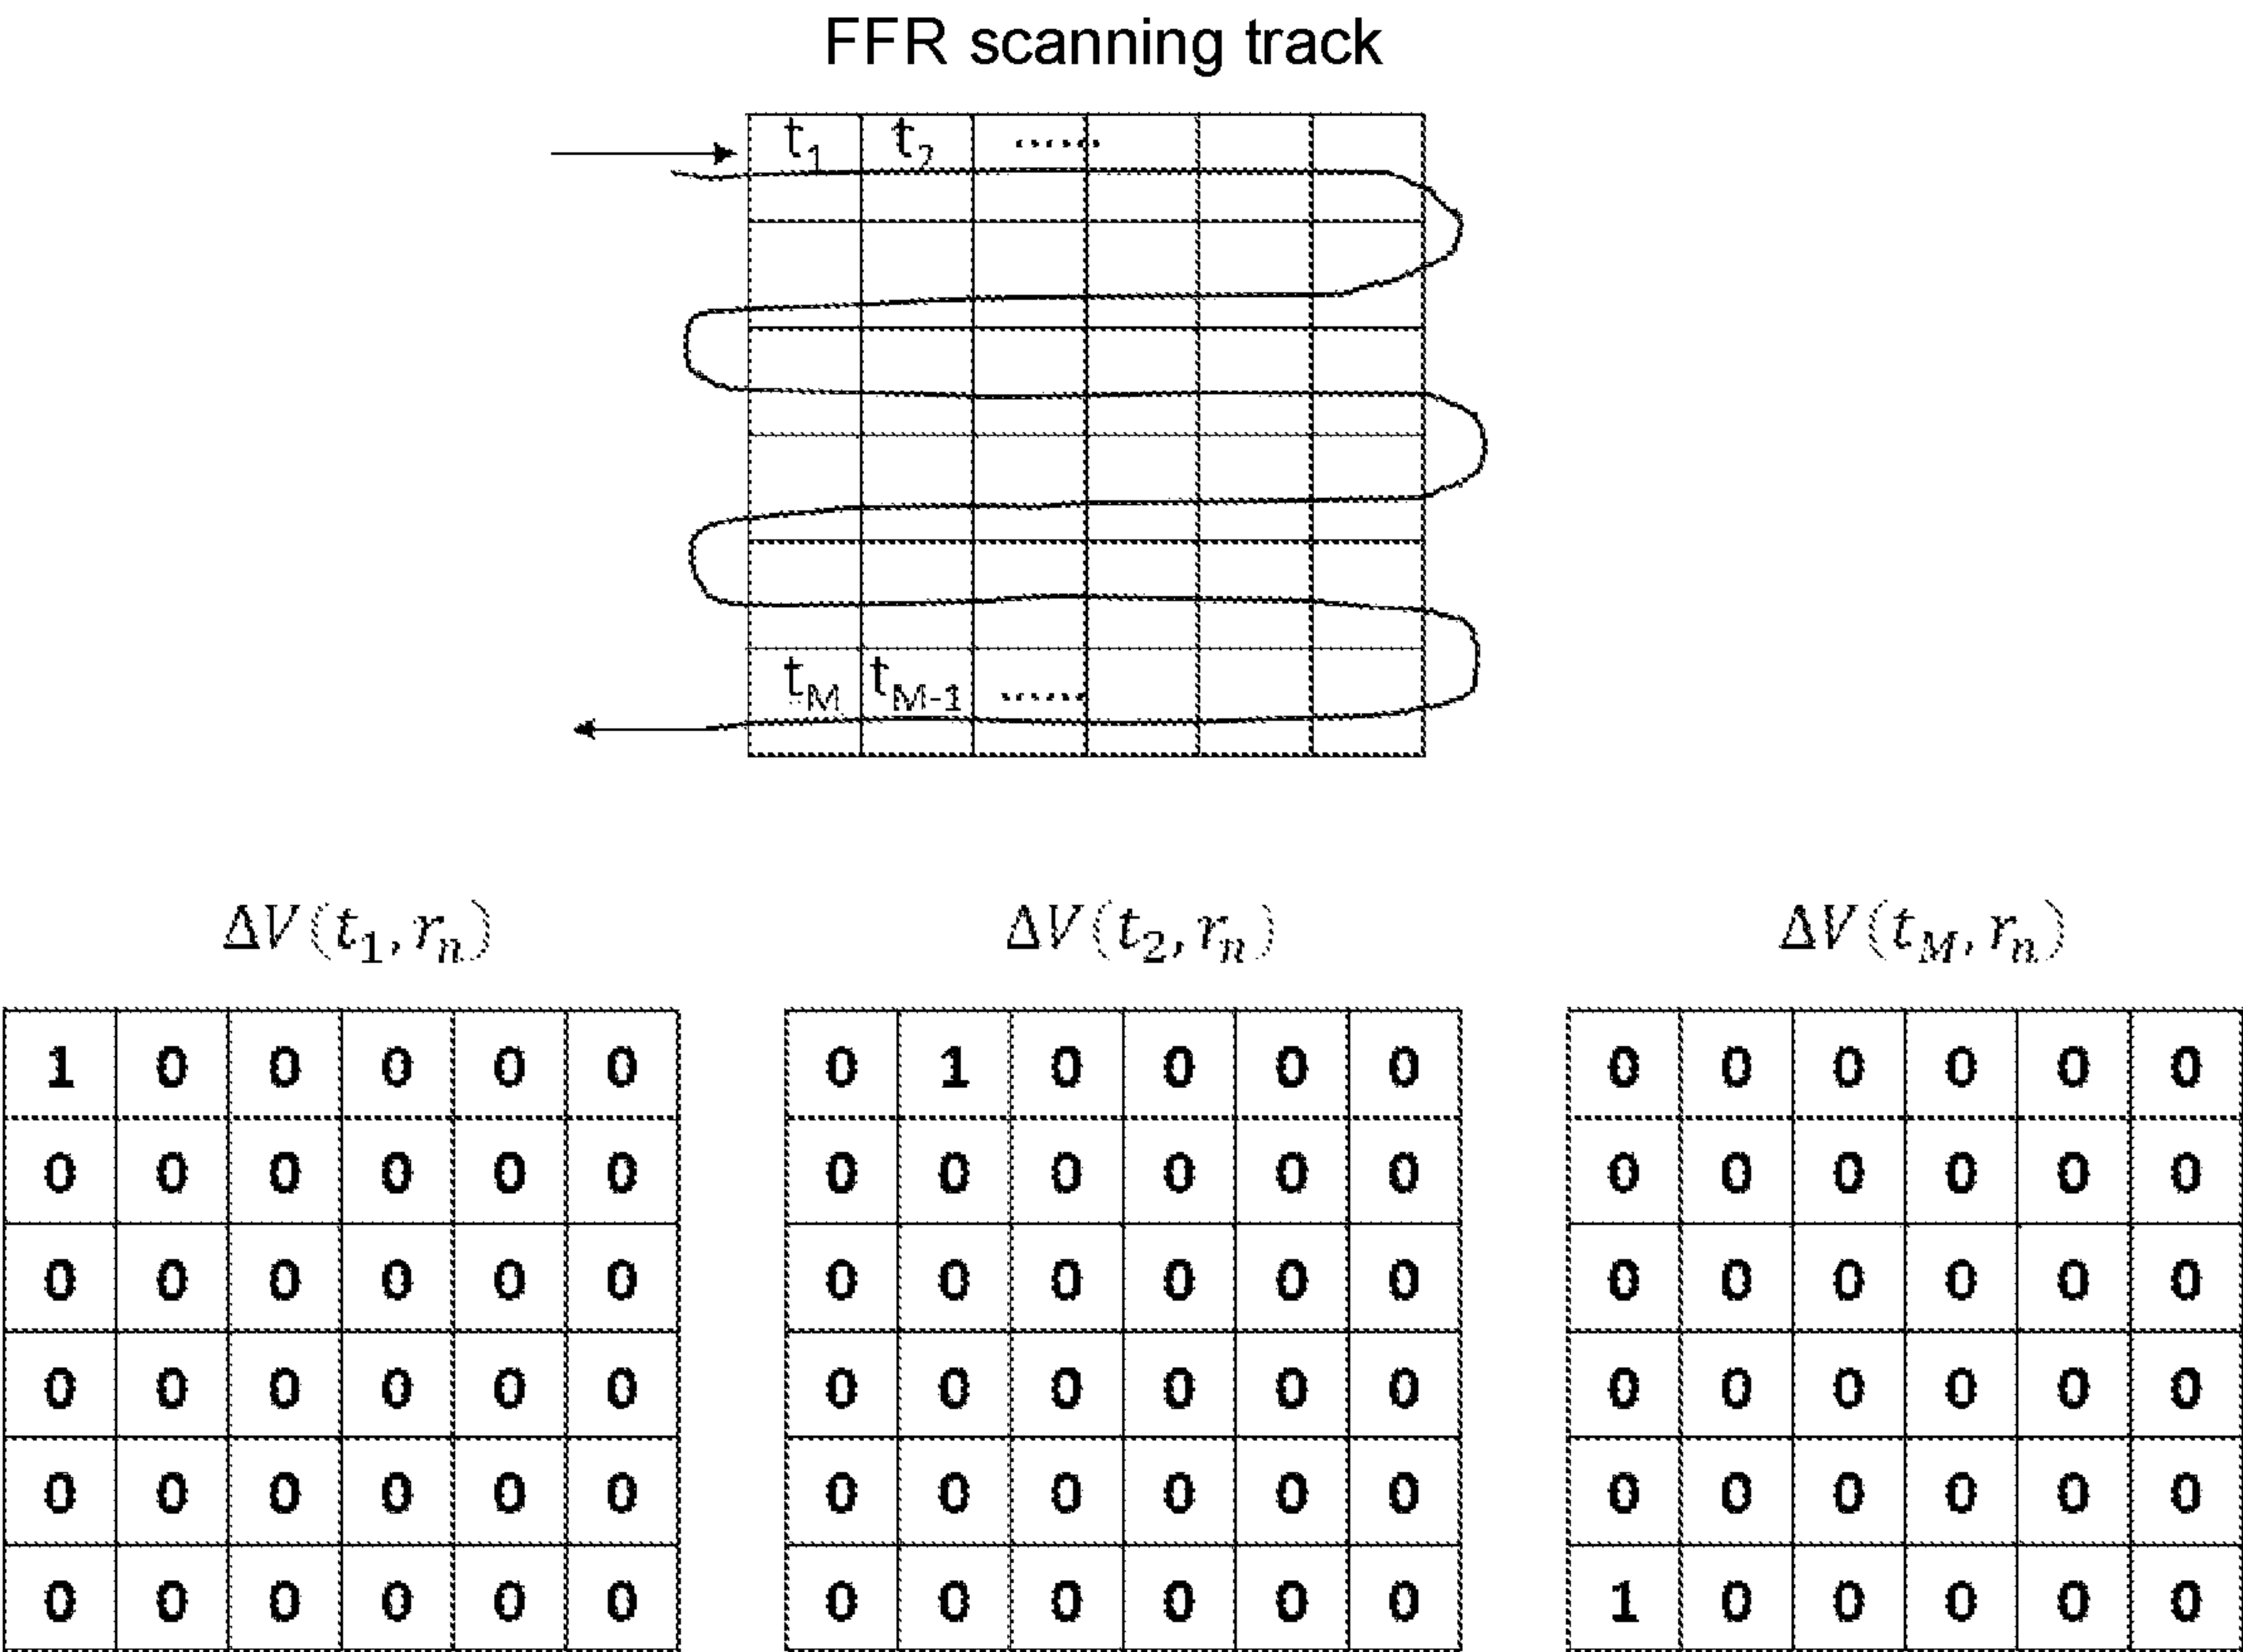 FFR scanning track
t₁ t₂ ......
t_M t_{M-1} ......
ΔV(t₁, rₙ) ΔV(t₂, rₙ) ΔV(t_M, rₙ)
1 0 0 0 0 0 0 1 0 0 0 0 0 0 0 0 0 0
0 0 0 0 0 0 0 0 0 0 0 0 0 0 0 0 0 0
0 0 0 0 0 0 0 0 0 0 0 0 0 0 0 0 0 0
0 0 0 0 0 0 0 0 0 0 0 0 0 0 0 0 0 0
0 0 0 0 0 0 0 0 0 0 0 0 0 0 0 0 0 0
0 0 0 0 0 0 0 0 0 0 0 0 1 0 0 0 0 0